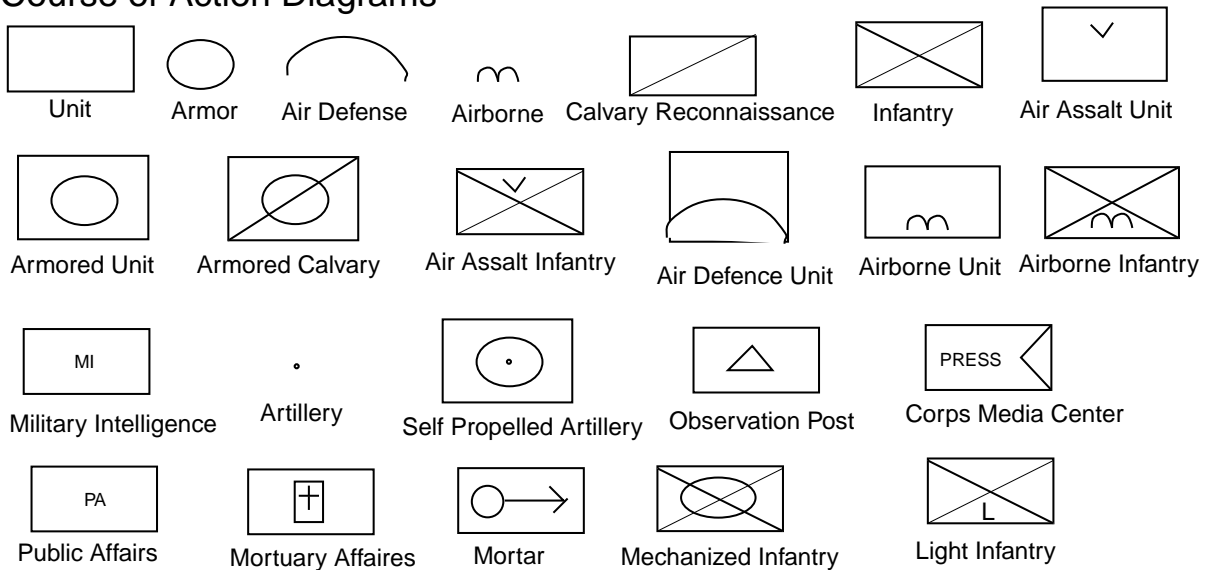 Course of Action Diagrams
Unit
Armor
Air Defense
Airborne
Calvary Reconnaissance
Infantry
Air Assalt Unit
Armored Unit
Armored Calvary
Air Assalt Infantry
Air Defence Unit
Airborne Unit
Airborne Infantry
MI
Military Intelligence
Artillery
Self Propelled Artillery
Observation Post
PRESS
Corps Media Center
PA
Public Affairs
Mortuary Affaires
Mortar
Mechanized Infantry
L
Light Infantry